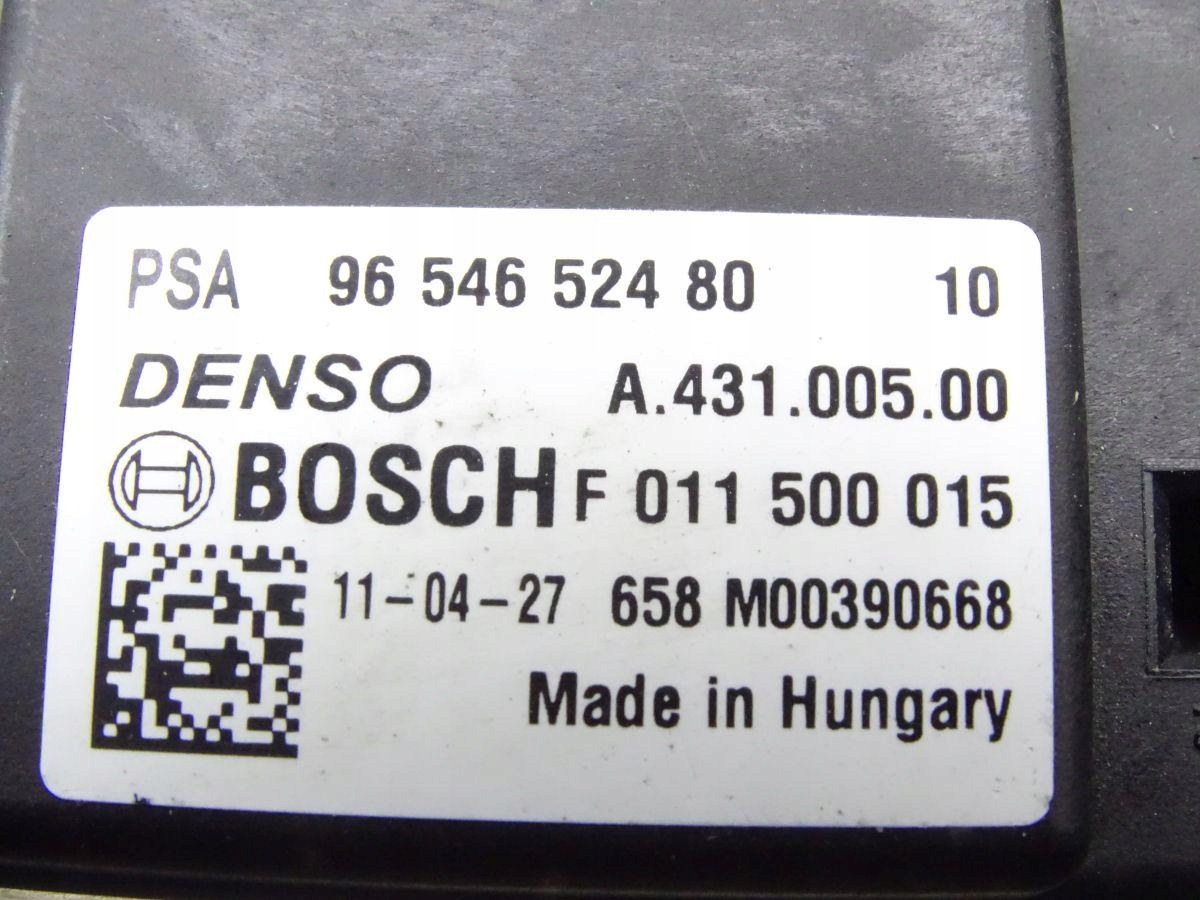 PSA 96 546 524 80 10
DENSO A.431.005.00
BOSCH F 011 500 015
11-04-27 658 M00390668
Made in Hungary